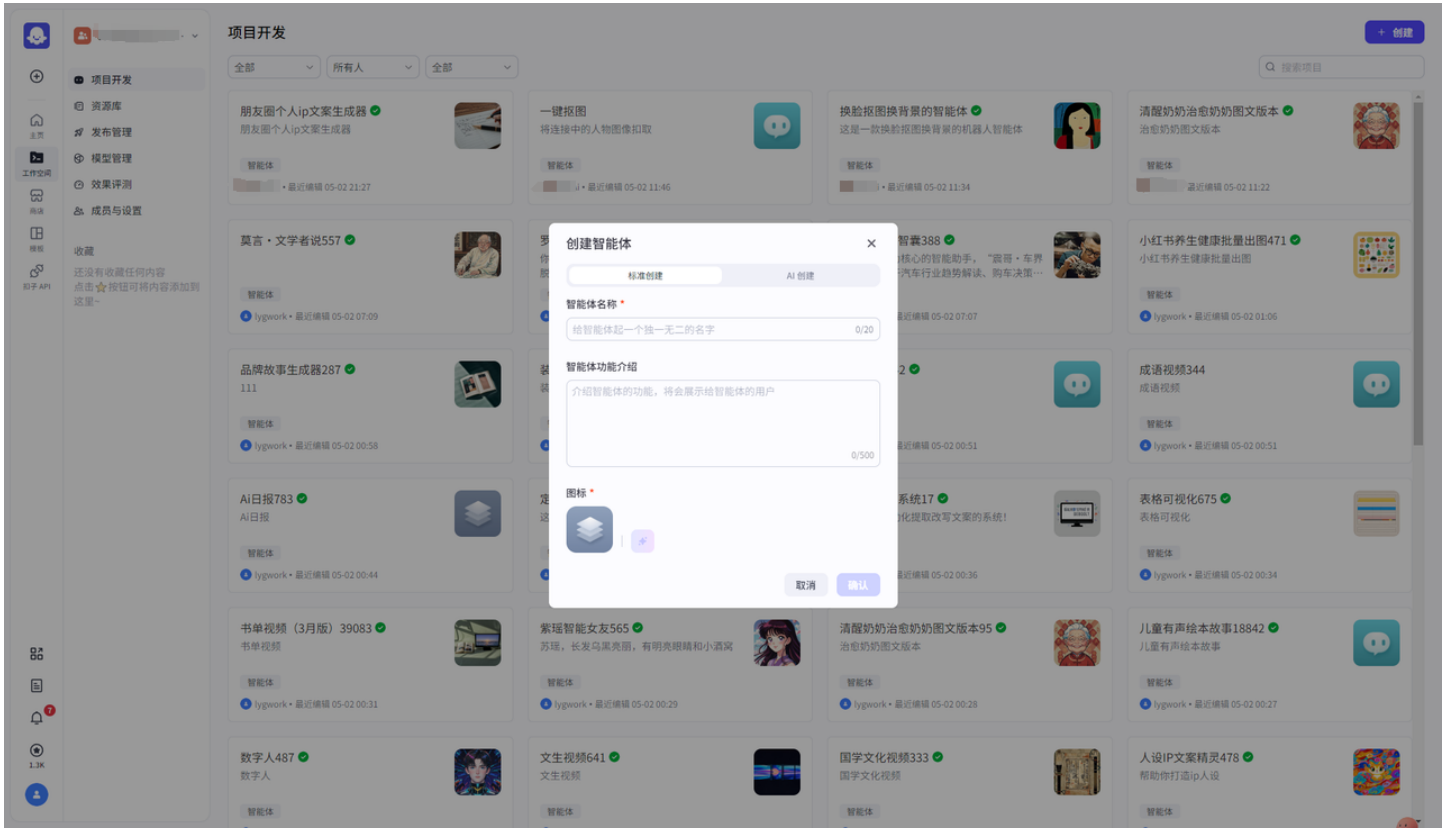 项目开发
+ 创建
全部
所有人
全部
搜索项目
主页
工作空间
商店
模板
扣子 API
7
1.3K
项目开发
资源库
发布管理
模型管理
效果评测
成员与设置
收藏
还没有收藏任何内容
点击☆按钮可将内容添加到
这里~
朋友圈个人ip文案生成器
朋友圈个人ip文案生成器
智能体
• 最近编辑 05-02 21:27
一键抠图
将连接中的人物图像扣取
智能体
• 最近编辑 05-02 11:46
换脸抠图换背景的智能体
这是一款换脸抠图换背景的机器人智能体
智能体
• 最近编辑 05-02 11:34
清醒奶奶治愈奶奶图文版本
治愈奶奶图文版本
智能体
最近编辑 05-02 11:22
莫言・文学者说557
智能体
lygwork • 最近编辑 05-02 07:09
智囊388
核心的智能助手，“震哥・车界
汽车行业趋势解读、购车决策…
最近编辑 05-02 07:07
小红书养生健康批量出图471
小红书养生健康批量出图
智能体
lygwork • 最近编辑 05-02 01:06
创建智能体
标准创建
AI 创建
智能体名称 *
给智能体起一个独一无二的名字
0/20
智能体功能介绍
介绍智能体的功能，将会展示给智能体的用户
0/500
图标 *
取消
确认
品牌故事生成器287
111
智能体
lygwork • 最近编辑 05-02 00:58
2
最近编辑 05-02 00:51
成语视频344
成语视频
智能体
lygwork • 最近编辑 05-02 00:51
Ai日报783
Ai日报
智能体
lygwork • 最近编辑 05-02 00:44
系统17
化提取改写文案的系统！
最近编辑 05-02 00:36
表格可视化675
表格可视化
智能体
lygwork • 最近编辑 05-02 00:34
书单视频（3月版）39083
书单视频
智能体
lygwork • 最近编辑 05-02 00:31
紫瑶智能女友565
苏瑶，长发乌黑亮丽，有明亮眼睛和小酒窝
智能体
lygwork • 最近编辑 05-02 00:29
清醒奶奶治愈奶奶图文版本95
治愈奶奶图文版本
智能体
lygwork • 最近编辑 05-02 00:28
儿童有声绘本故事18842
儿童有声绘本故事
智能体
lygwork • 最近编辑 05-02 00:27
数字人487
数字人
智能体
文生视频641
文生视频
智能体
国学文化视频333
国学文化视频
智能体
人设IP文案精灵478
帮助你打造ip人设
智能体